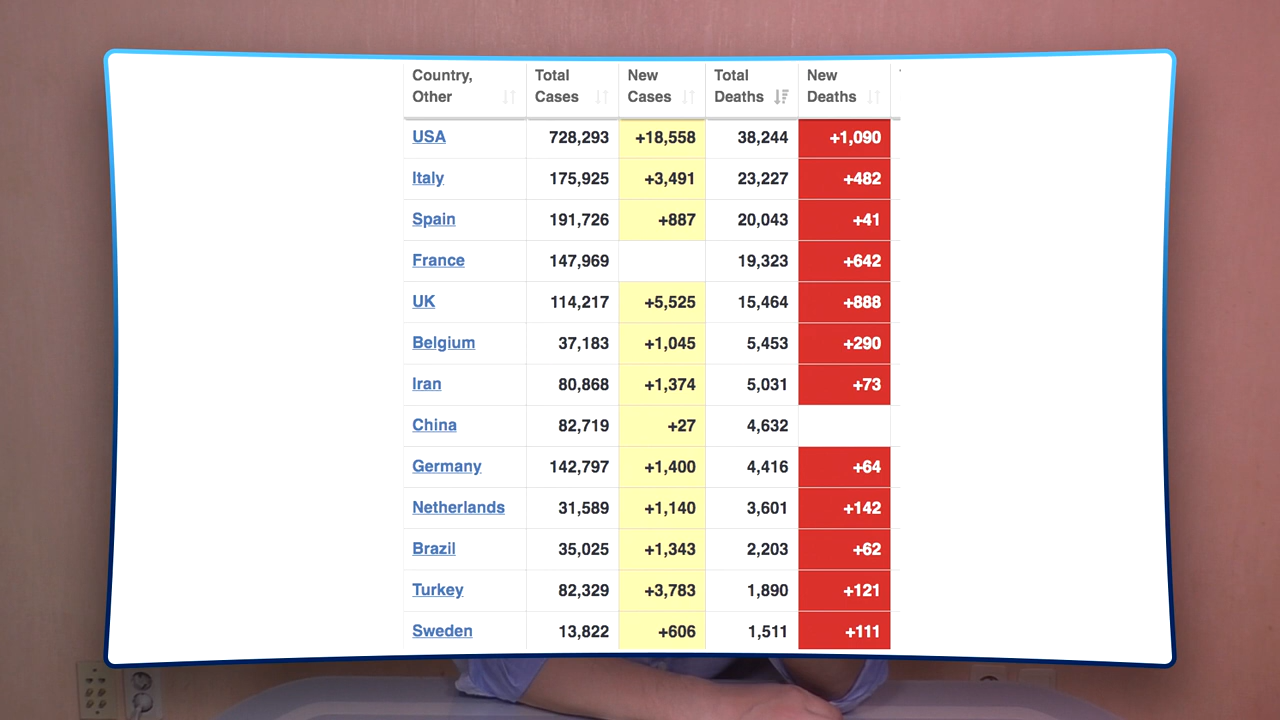 Country, Other Total Cases New Cases Total Deaths New Deaths
USA 728,293 +18,558 38,244 +1,090
Italy 175,925 +3,491 23,227 +482
Spain 191,726 +887 20,043 +41
France 147,969 19,323 +642
UK 114,217 +5,525 15,464 +888
Belgium 37,183 +1,045 5,453 +290
Iran 80,868 +1,374 5,031 +73
China 82,719 +27 4,632
Germany 142,797 +1,400 4,416 +64
Netherlands 31,589 +1,140 3,601 +142
Brazil 35,025 +1,343 2,203 +62
Turkey 82,329 +3,783 1,890 +121
Sweden 13,822 +606 1,511 +111